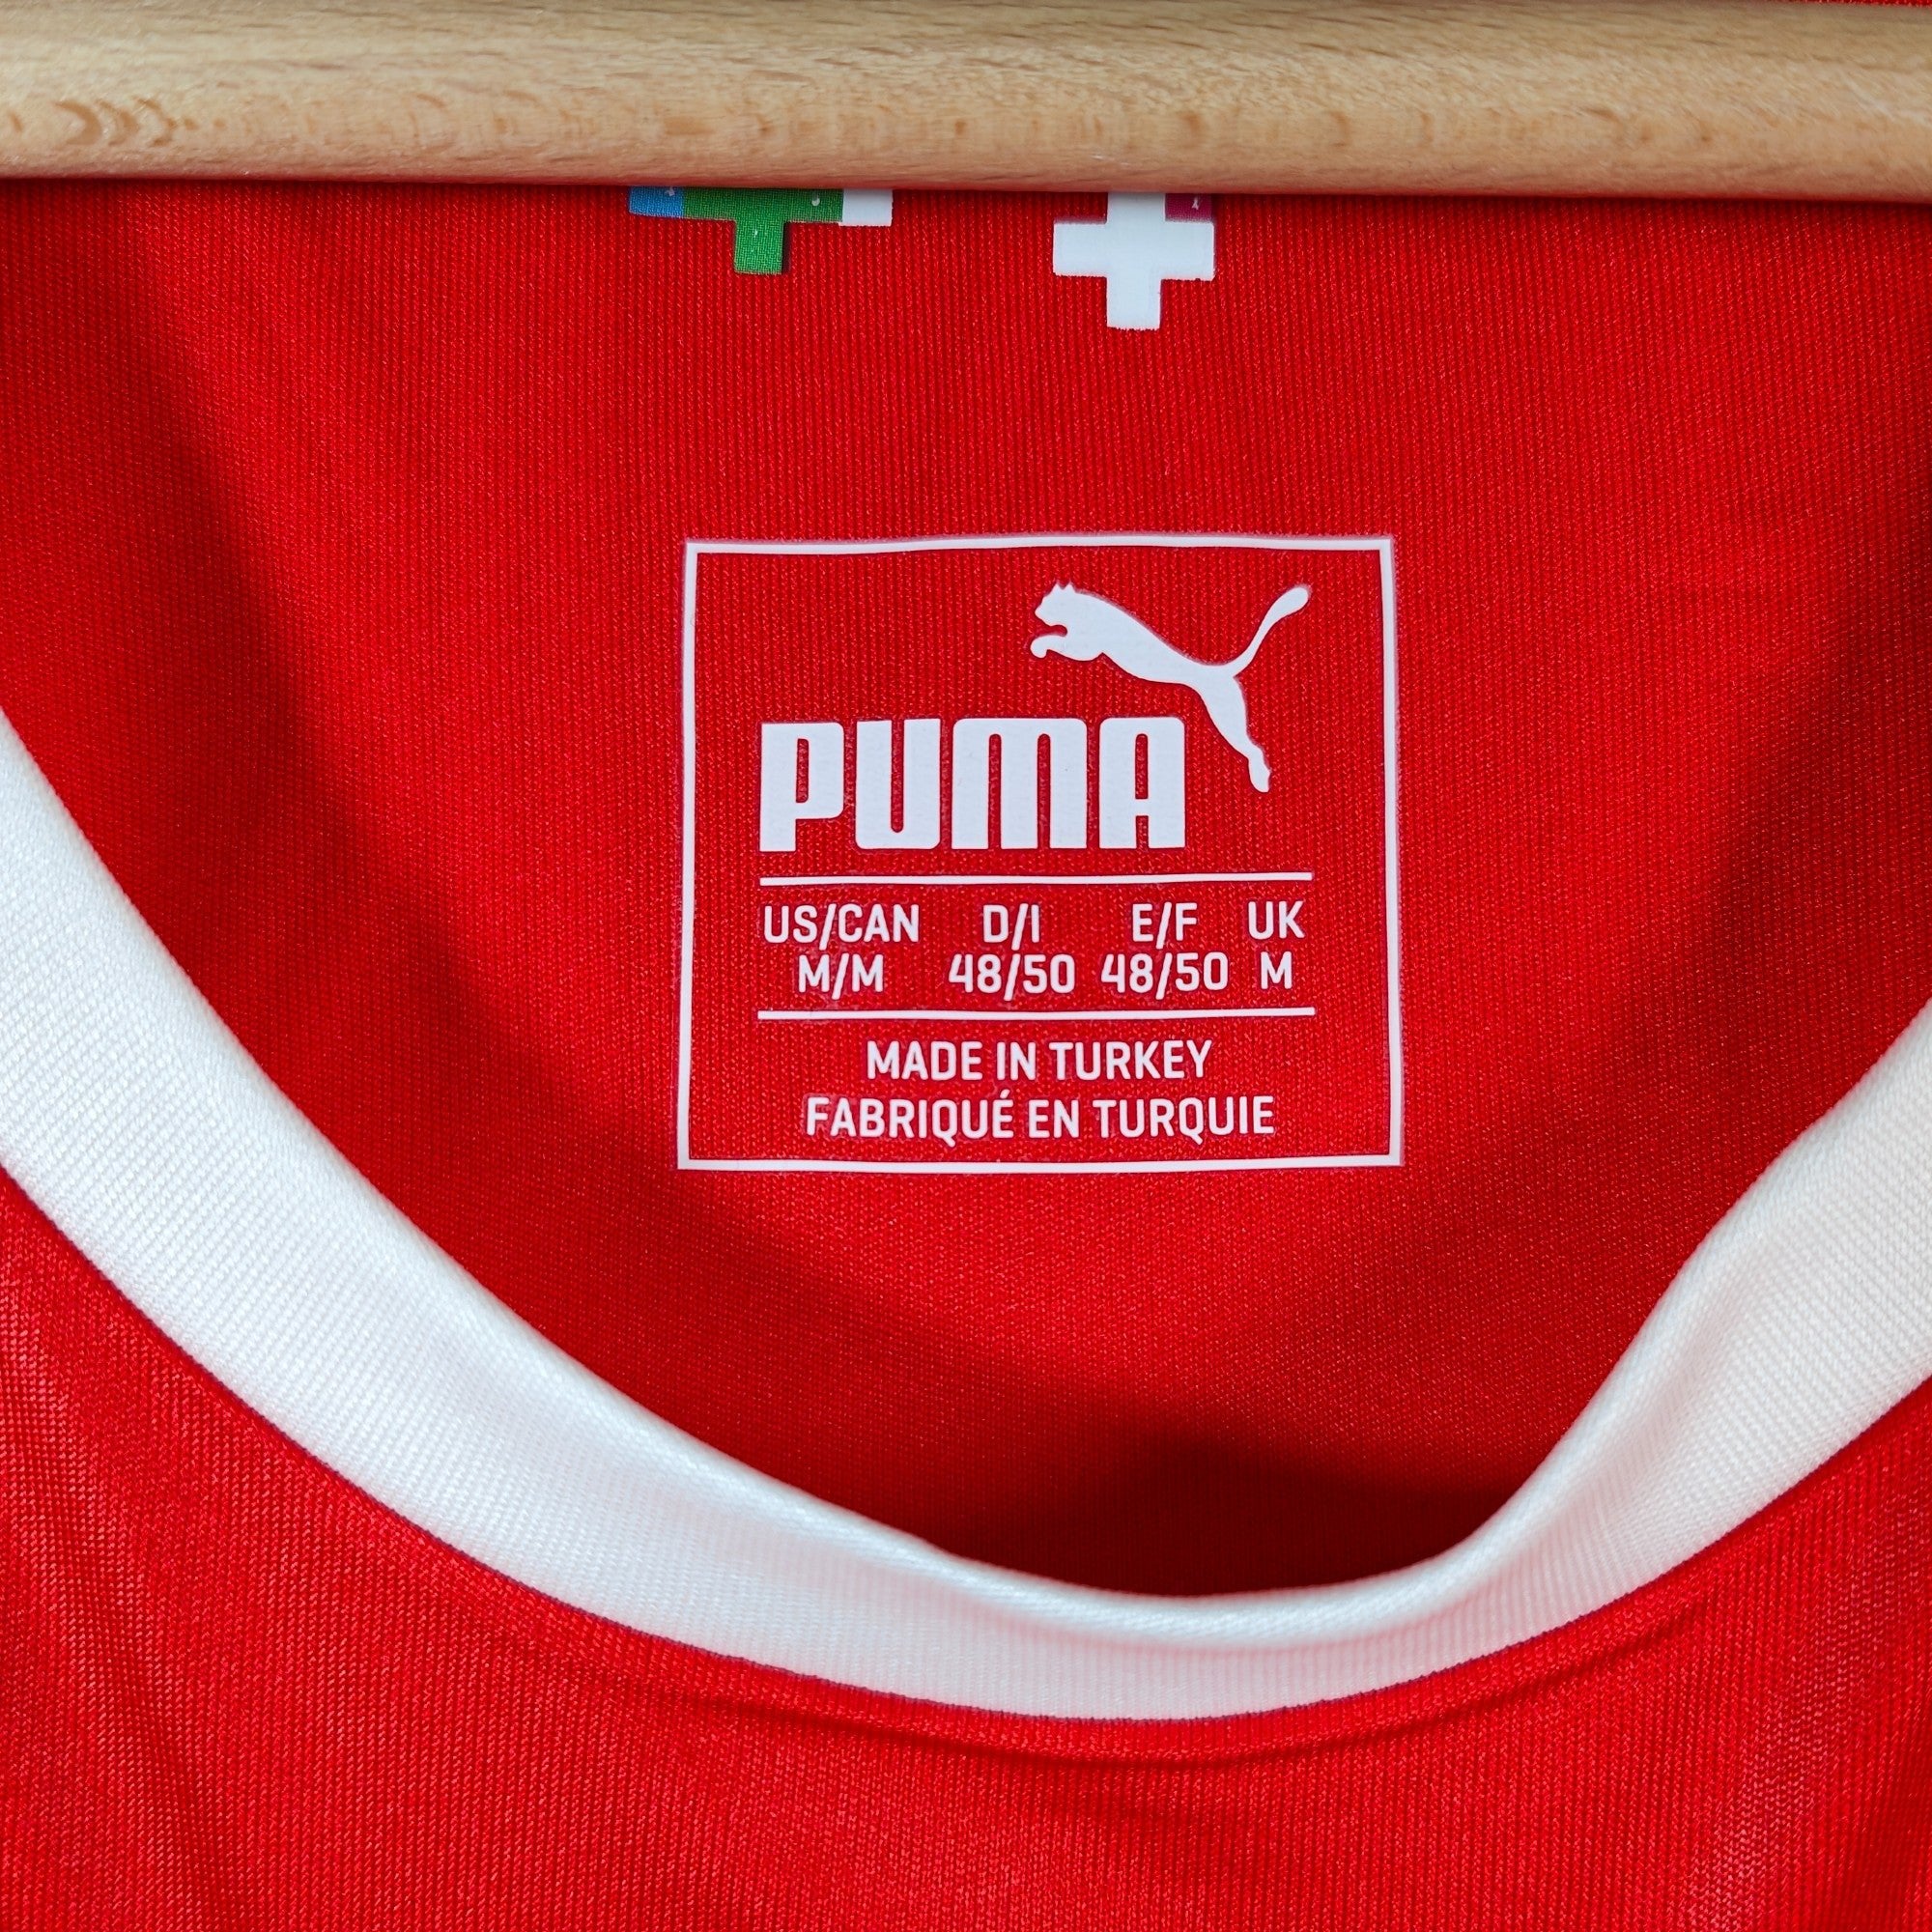 PUMA
US/CAN D/I E/F UK
M/M 48/50 48/50 M
MADE IN TURKEY
FABRIQUÉ EN TURQUIE